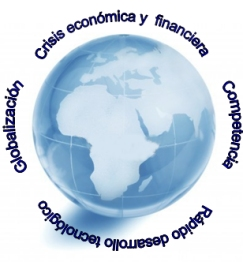 Crisis económica y financiera
Competencia
Rápido desarrollo tecnológico
Globalización